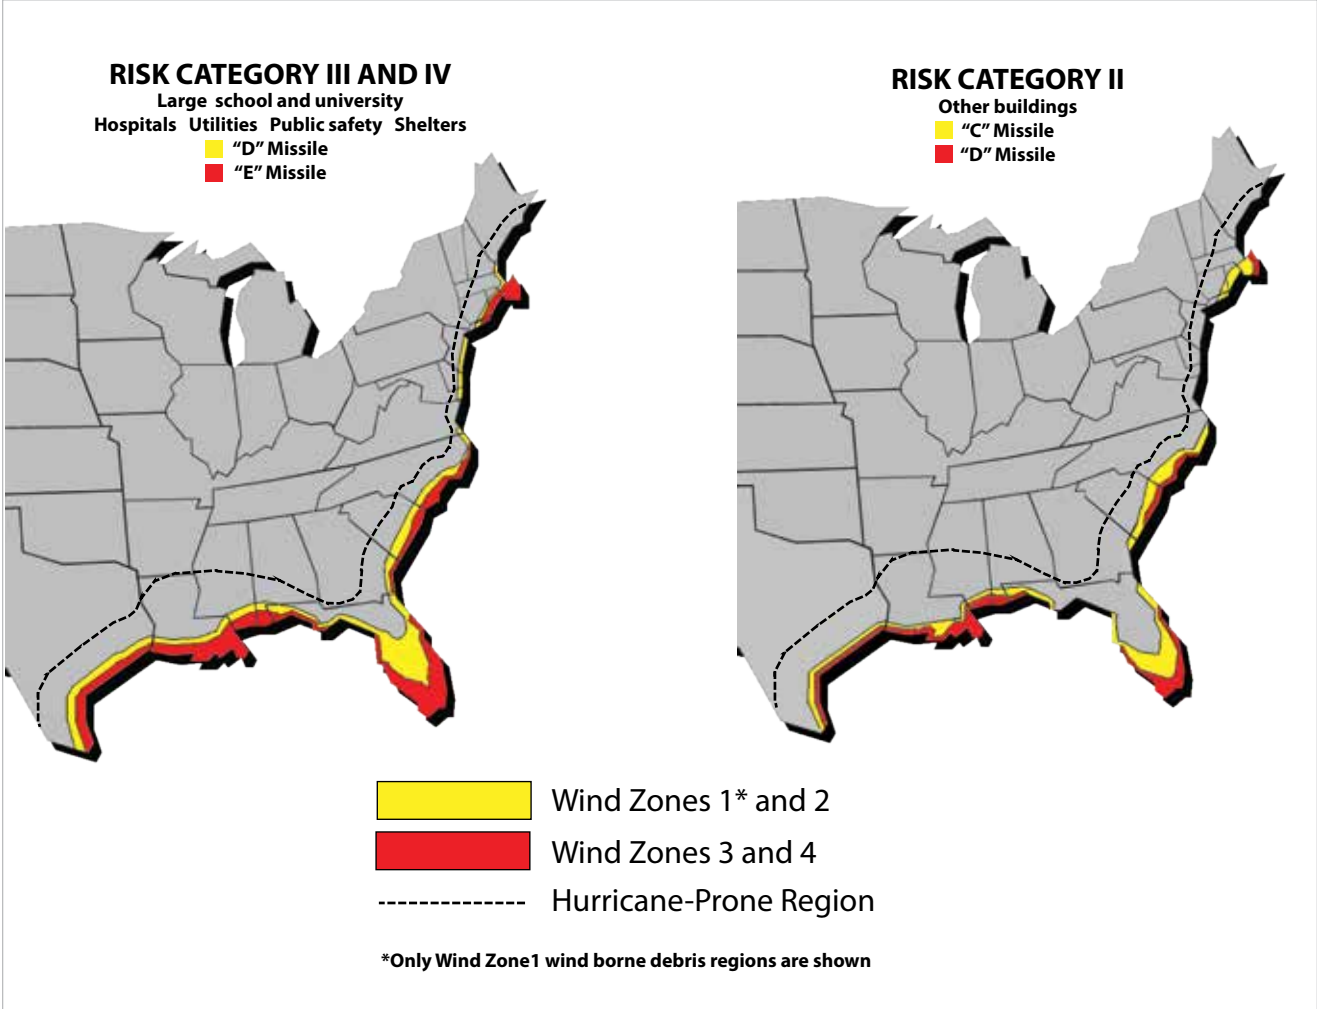 RISK CATEGORY III AND IV
Large school and university
Hospitals Utilities Public safety Shelters
“D” Missile
“E” Missile
RISK CATEGORY II
Other buildings
“C” Missile
“D” Missile
Wind Zones 1* and 2
Wind Zones 3 and 4
Hurricane-Prone Region
*Only Wind Zone1 wind borne debris regions are shown